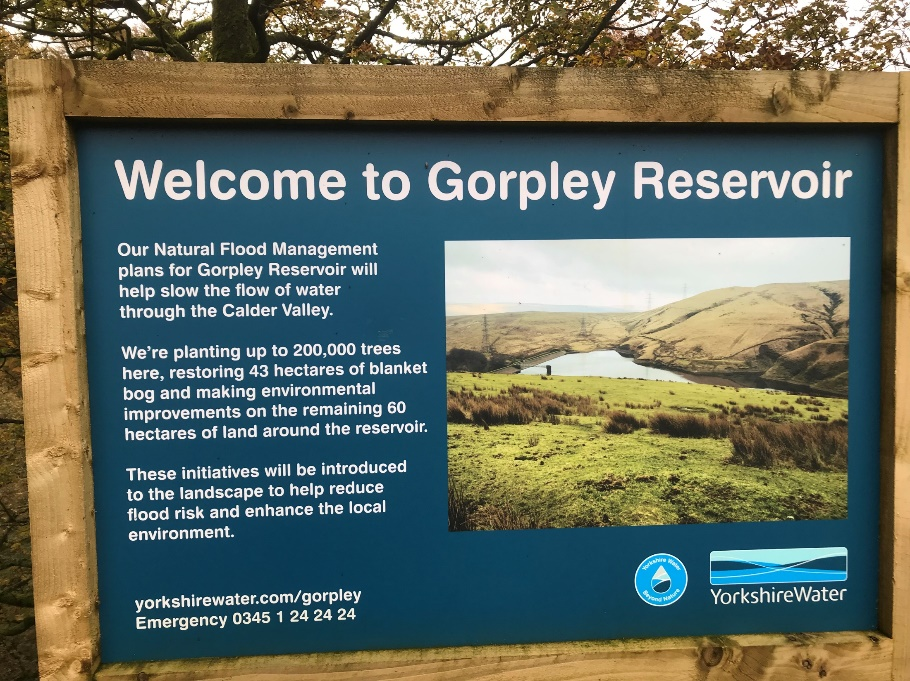 Welcome to Gorpley Reservoir
Our Natural Flood Management
plans for Gorpley Reservoir will
help slow the flow of water
through the Calder Valley.
We're planting up to 200,000 trees
here, restoring 43 hectares of blanket
bog and making environmental
improvements on the remaining 60
hectares of land around the reservoir.
These initiatives will be introduced
to the landscape to help reduce
flood risk and enhance the local
environment.
yorkshirewater.com/gorpley
Emergency 0345 1 24 24 24
Yorkshire Water
Beyond Nature
YorkshireWater